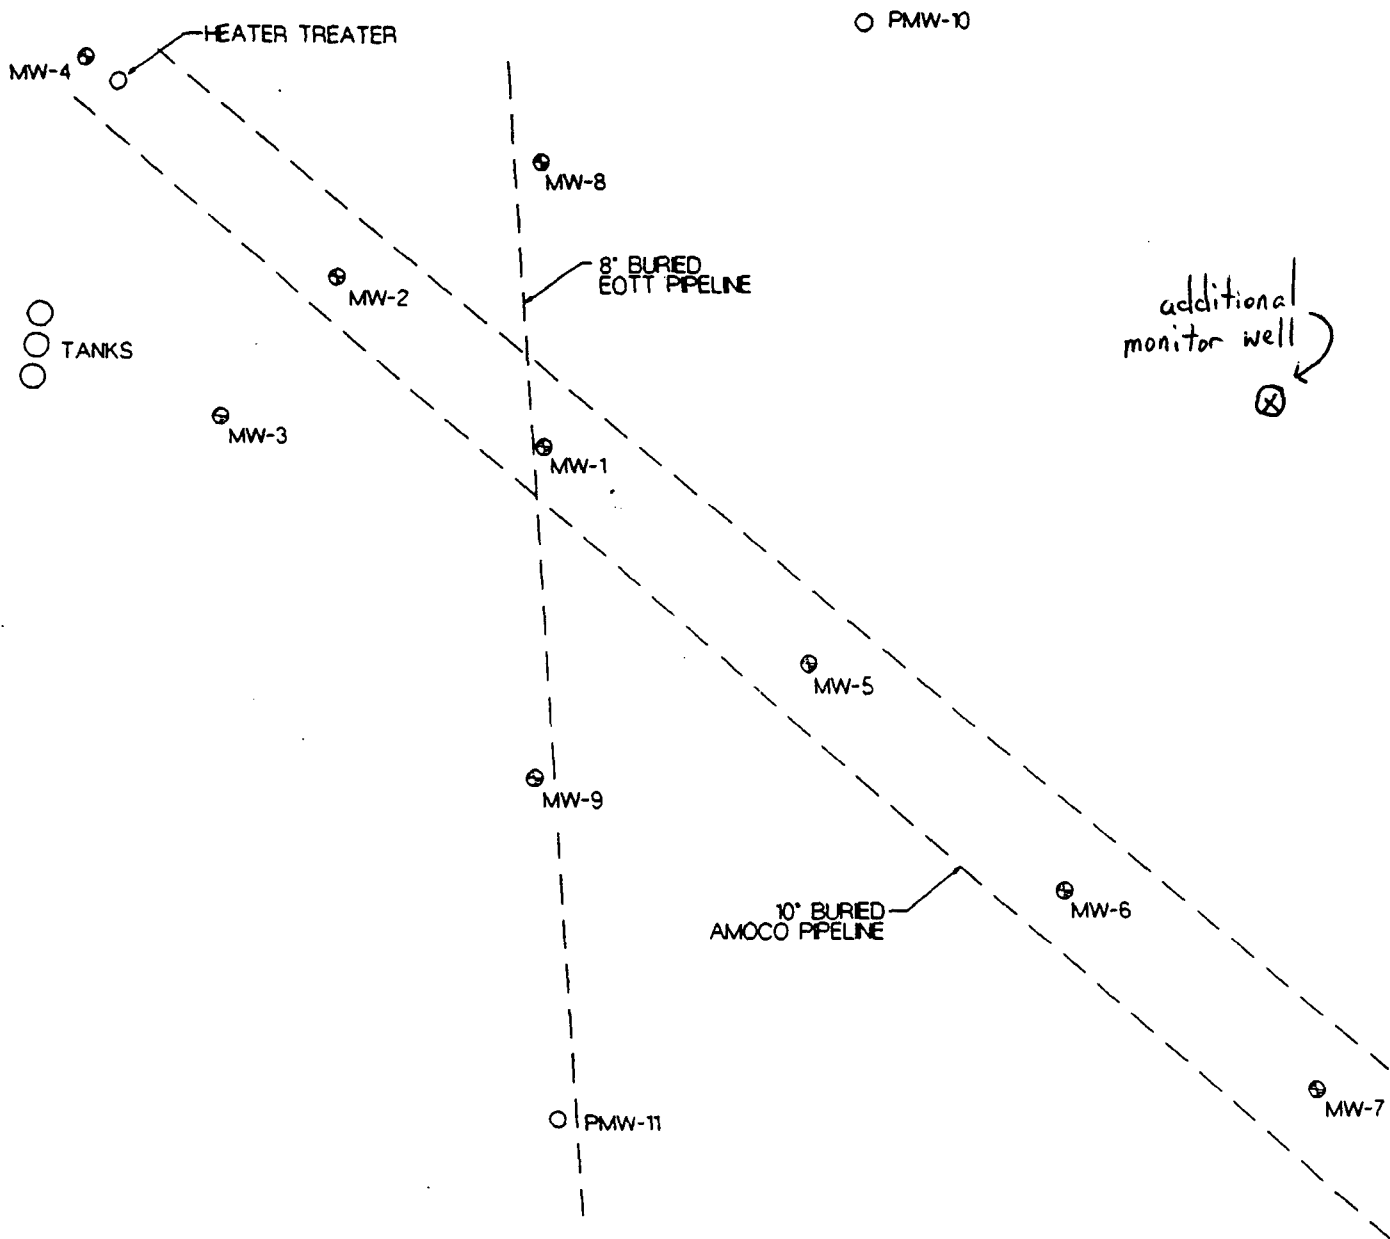 PMW-10
HEATER TREATER
MW-4
MW-8
8" BURIED
EOTT PIPELINE
MW-2
additional
monitor well
TANKS
MW-3
MW-1
MW-5
MW-9
10" BURIED
AMOCO PIPELINE
MW-6
MW-7
PMW-11